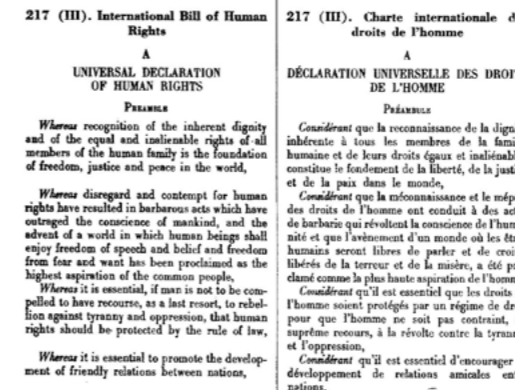 217 (III). International Bill of Human
Rights
A
UNIVERSAL DECLARATION
OF HUMAN RIGHTS
PREAMBLE
Whereas recognition of the inherent dignity
and of the equal and inalienable rights of all
members of the human family is the foundation
of freedom, justice and peace in the world,
Whereas disregard and contempt for human
rights have resulted in barbarous acts which have
outraged the conscience of mankind, and the
advent of a world in which human beings shall
enjoy freedom of speech and belief and freedom
from fear and want has been proclaimed as the
highest aspiration of the common people,
Whereas it is essential, if man is not to be com-
pelled to have recourse, as a last resort, to rebel-
lion against tyranny and oppression, that human
rights should be protected by the rule of law,
Whereas it is essential to promote the develop-
ment of friendly relations between nations,
217 (III). Charte internationale d
droits de l'homme
A
DÉCLARATION UNIVERSELLE DES DROI
DE L'HOMME
PRÉAMBULE
Considérant que la reconnaissance de la dign
inhérente à tous les membres de la fami
humaine et de leurs droits égaux et inaliénabl
constitue le fondement de la liberté, de la justi
et de la paix dans le monde,
Considérant que la méconnaissance et le mép
des droits de l'homme ont conduit à des act
de barbarie qui révoltent la conscience de l'hum
nité et que l'avènement d'un monde où les êtr
humains seront libres de parler et de croi
libérés de la terreur et de la misère, a été p
clamé comme la plus haute aspiration de l'homm
Considérant qu'il est essentiel que les droits
l'homme soient protégés par un régime de dr
pour que l'homme ne soit pas contraint,
suprême recours, à la révolte contre la tyran
et l'oppression,
Considérant qu'il est essentiel d'encourager
développement de relations amicales ent
nations,